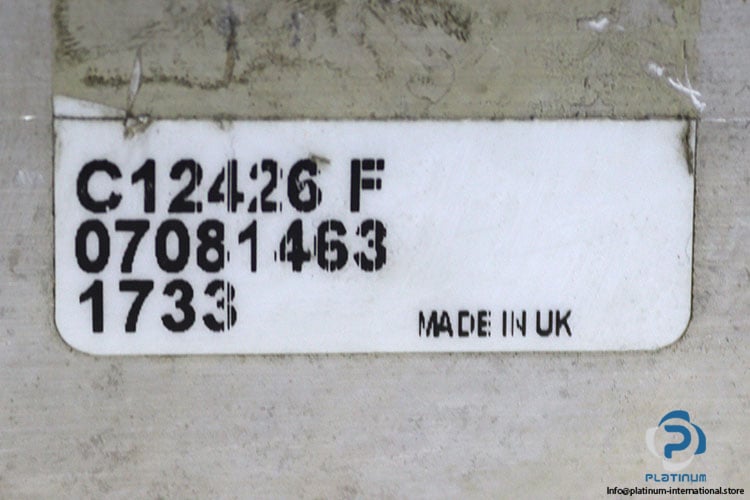 C12426 F
07081463
1733
MADE IN UK
PLATINUM
Info@platinum-international.store